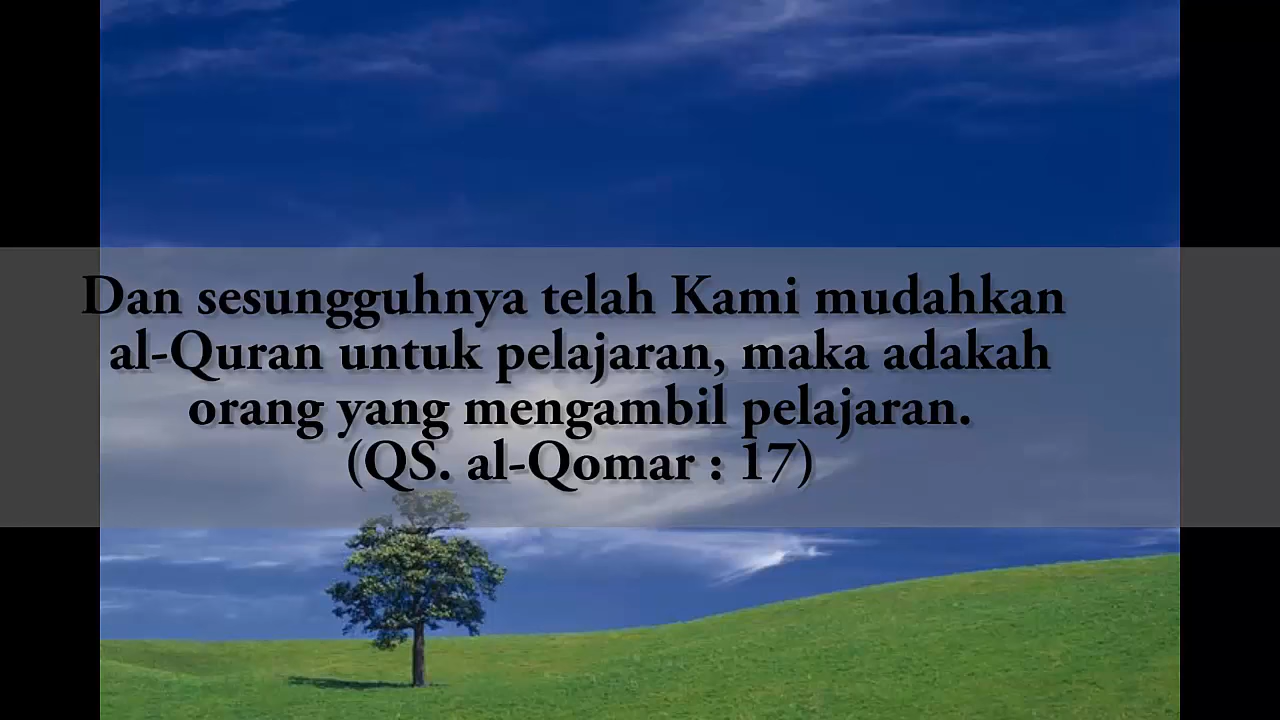 Dan sesungguhnya telah Kami mudahkan
al-Quran untuk pelajaran, maka adakah
orang yang mengambil pelajaran.
(QS. al-Qomar : 17)